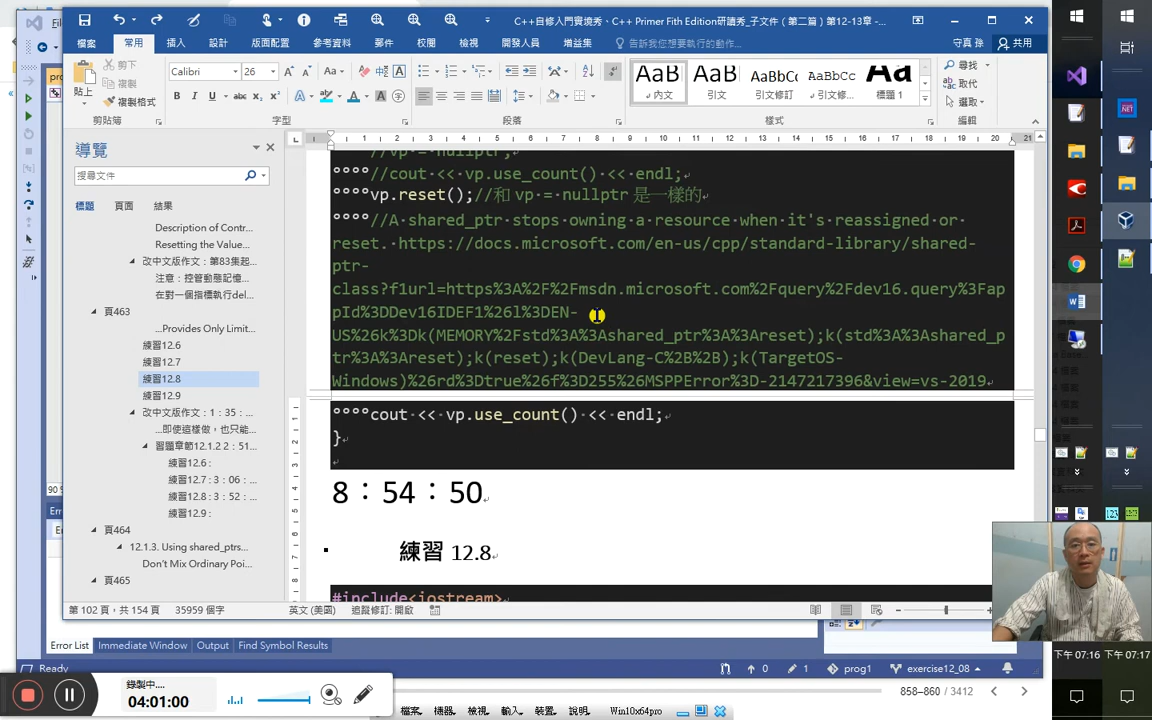 C++自修入門實境秀、C++ Primer Fith Edition研讀秀_子文件（第二篇）第12-13章 - ...
檔案 常用 插入 設計 版面配置 參考資料 郵件 校閱 檢視 開發人員 增益集 告訴我您想要執行的動作... 守真 孫 共用
貼上 剪下 複製 複製格式
Calibri 26
AaBb 內文
AaBb 引文
AaBbCc 引文修訂
AaBbCc 引文修...
AaBb 標題 1
尋找 取代 選取
剪貼簿 字型 段落 樣式 編輯
導覽
搜尋文件
標題 頁面 結果
Description of Contr...
Resetting the Value...
改中文版作文：第83集起...
注意：控管動態記憶...
在對一個指標執行del...
頁463
...Provides Only Limit...
練習12.6
練習12.7
練習12.8
練習12.9
改中文版作文：1：35：...
...即使這樣做，也只能...
習題章節12.1.2 2：51...
練習12.6：
練習12.7：3：06：...
練習12.8：3：52：...
練習12.9：
頁464
12.1.3. Using shared_ptrs...
Don't Mix Ordinary Poi...
頁465
//vp = nullptr;
//cout << vp.use_count() << endl;
vp.reset();//和 vp = nullptr 是一樣的
//A shared_ptr stops owning a resource when it's reassigned or
reset. https://docs.microsoft.com/en-us/cpp/standard-library/shared-
ptr-
class?f1url=https%3A%2F%2Fmsdn.microsoft.com%2Fquery%2Fdev16.query%3Fap
pId%3DDev16IDEF1%26l%3DEN-
US%26k%3Dk(MEMORY%2Fstd%3A%3Ashared_ptr%3A%3Areset);k(std%3A%3Ashared_p
tr%3A%3Areset);k(reset);k(DevLang-C%2B%2B);k(TargetOS-
Windows)%26rd%3Dtrue%26f%3D255%26MSPPError%3D-2147217396&view=vs-2019
cout << vp.use_count() << endl;
}
8：54：50
練習 12.8
#include<iostream>
第 102 頁，共 154 頁 35959 個字 英文 (美國) 追蹤修訂: 開啟
Error List Immediate Window Output Find Symbol Results
Ready 0 1 prog1 exercise12_08
錄製中....
04:01:00
858–860 / 3412
檔案 機器 檢視 輸入 裝置 說明 Win10x64pro
下午 07:16 下午 07:17